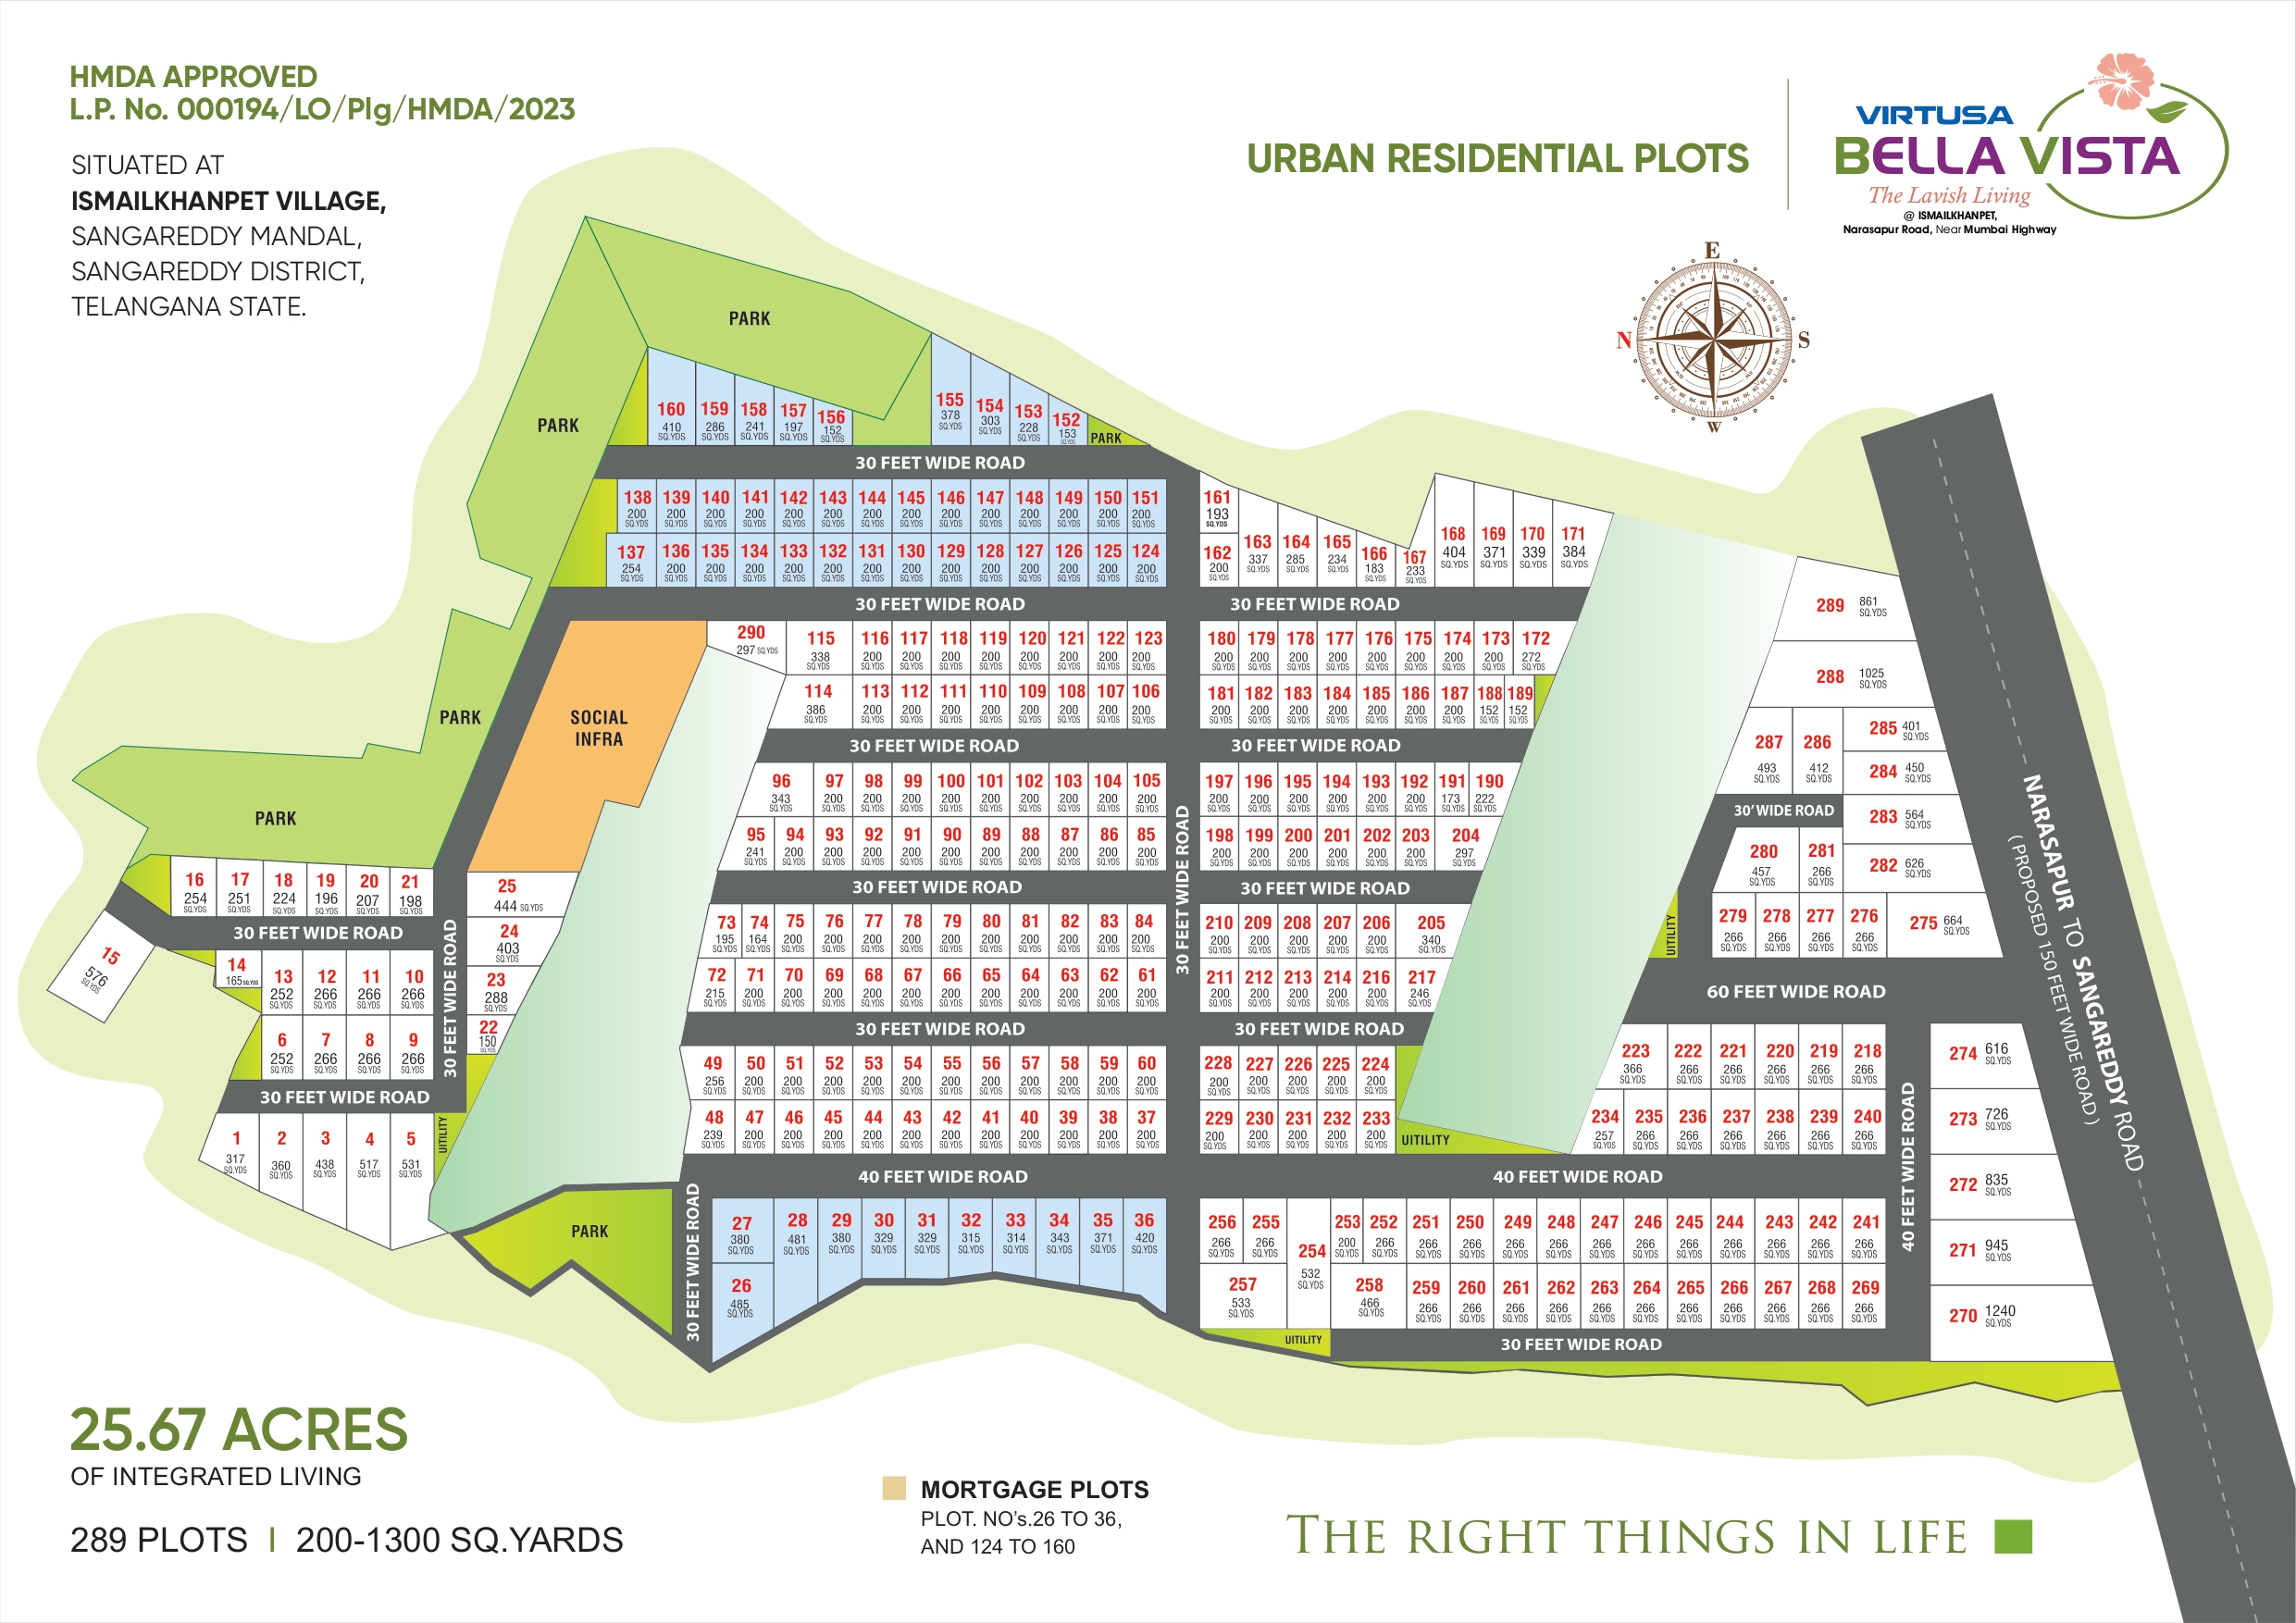 HMDA APPROVED
L.P. No. 000194/LO/Plg/HMDA/2023
SITUATED AT
ISMAILKHANPET VILLAGE,
SANGAREDDY MANDAL,
SANGAREDDY DISTRICT,
TELANGANA STATE.
URBAN RESIDENTIAL PLOTS
VIRTUSA
BELLA VISTA
The Lavish Living
@ ISMAILKHANPET,
Narasapur Road, Near Mumbai Highway
E
N
S
W
PARK
PARK
160 159 158 157 156
410 286 241 197 152
SQ.YDS SQ.YDS SQ.YDS SQ.YDS SQ.YDS
155 154 153 152
378 303 228 153
SQ.YDS SQ.YDS SQ.YDS SQ.YDS
PARK
30 FEET WIDE ROAD
138 139 140 141 142 143 144 145 146 147 148 149 150 151
200 200 200 200 200 200 200 200 200 200 200 200 200 200
SQ.YDS SQ.YDS SQ.YDS SQ.YDS SQ.YDS SQ.YDS SQ.YDS SQ.YDS SQ.YDS SQ.YDS SQ.YDS SQ.YDS SQ.YDS SQ.YDS
137 136 135 134 133 132 131 130 129 128 127 126 125 124
254 200 200 200 200 200 200 200 200 200 200 200 200 200
SQ.YDS SQ.YDS SQ.YDS SQ.YDS SQ.YDS SQ.YDS SQ.YDS SQ.YDS SQ.YDS SQ.YDS SQ.YDS SQ.YDS SQ.YDS SQ.YDS
161
193
SQ.YDS
162 163 164 165 166 167 168 169 170 171
200 337 285 234 183 233 404 371 339 384
SQ.YDS SQ.YDS SQ.YDS SQ.YDS SQ.YDS SQ.YDS SQ.YDS SQ.YDS SQ.YDS SQ.YDS
30 FEET WIDE ROAD
30 FEET WIDE ROAD
PARK
SOCIAL
INFRA
290
297 SQ.YDS
115 116 117 118 119 120 121 122 123
338 200 200 200 200 200 200 200 200
SQ.YDS SQ.YDS SQ.YDS SQ.YDS SQ.YDS SQ.YDS SQ.YDS SQ.YDS SQ.YDS
114 113 112 111 110 109 108 107 106
386 200 200 200 200 200 200 200 200
SQ.YDS SQ.YDS SQ.YDS SQ.YDS SQ.YDS SQ.YDS SQ.YDS SQ.YDS SQ.YDS
180 179 178 177 176 175 174 173 172
200 200 200 200 200 200 200 200 272
SQ.YDS SQ.YDS SQ.YDS SQ.YDS SQ.YDS SQ.YDS SQ.YDS SQ.YDS SQ.YDS
181 182 183 184 185 186 187 188 189
200 200 200 200 200 200 200 152 152
SQ.YDS SQ.YDS SQ.YDS SQ.YDS SQ.YDS SQ.YDS SQ.YDS SQ.YDS SQ.YDS
30 FEET WIDE ROAD
30 FEET WIDE ROAD
96 97 98 99 100 101 102 103 104 105
343 200 200 200 200 200 200 200 200 200
SQ.YDS SQ.YDS SQ.YDS SQ.YDS SQ.YDS SQ.YDS SQ.YDS SQ.YDS SQ.YDS SQ.YDS
95 94 93 92 91 90 89 88 87 86 85
241 200 200 200 200 200 200 200 200 200 200
SQ.YDS SQ.YDS SQ.YDS SQ.YDS SQ.YDS SQ.YDS SQ.YDS SQ.YDS SQ.YDS SQ.YDS SQ.YDS
197 196 195 194 193 192 191 190
200 200 200 200 200 200 173 222
SQ.YDS SQ.YDS SQ.YDS SQ.YDS SQ.YDS SQ.YDS SQ.YDS SQ.YDS
198 199 200 201 202 203 204
200 200 200 200 200 200 297
SQ.YDS SQ.YDS SQ.YDS SQ.YDS SQ.YDS SQ.YDS SQ.YDS
30 FEET WIDE ROAD
30 FEET WIDE ROAD
30 FEET WIDE ROAD
73 74 75 76 77 78 79 80 81 82 83 84
195 164 200 200 200 200 200 200 200 200 200 200
SQ.YDS SQ.YDS SQ.YDS SQ.YDS SQ.YDS SQ.YDS SQ.YDS SQ.YDS SQ.YDS SQ.YDS SQ.YDS SQ.YDS
72 71 70 69 68 67 66 65 64 63 62 61
215 200 200 200 200 200 200 200 200 200 200 200
SQ.YDS SQ.YDS SQ.YDS SQ.YDS SQ.YDS SQ.YDS SQ.YDS SQ.YDS SQ.YDS SQ.YDS SQ.YDS SQ.YDS
210 209 208 207 206 205
200 200 200 200 200 340
SQ.YDS SQ.YDS SQ.YDS SQ.YDS SQ.YDS SQ.YDS
211 212 213 214 216 217
200 200 200 200 200 246
SQ.YDS SQ.YDS SQ.YDS SQ.YDS SQ.YDS SQ.YDS
30 FEET WIDE ROAD
30 FEET WIDE ROAD
49 50 51 52 53 54 55 56 57 58 59 60
256 200 200 200 200 200 200 200 200 200 200 200
SQ.YDS SQ.YDS SQ.YDS SQ.YDS SQ.YDS SQ.YDS SQ.YDS SQ.YDS SQ.YDS SQ.YDS SQ.YDS SQ.YDS
48 47 46 45 44 43 42 41 40 39 38 37
239 200 200 200 200 200 200 200 200 200 200 200
SQ.YDS SQ.YDS SQ.YDS SQ.YDS SQ.YDS SQ.YDS SQ.YDS SQ.YDS SQ.YDS SQ.YDS SQ.YDS SQ.YDS
228 227 226 225 224
200 200 200 200 200
SQ.YDS SQ.YDS SQ.YDS SQ.YDS SQ.YDS
229 230 231 232 233
200 200 200 200 200
SQ.YDS SQ.YDS SQ.YDS SQ.YDS SQ.YDS
UITILITY
289 861
SQ.YDS
288 1025
SQ.YDS
287 286
493 412
SQ.YDS SQ.YDS
285 401
SQ.YDS
284 450
SQ.YDS
30' WIDE ROAD
283 564
SQ.YDS
280 281
457 266
SQ.YDS SQ.YDS
282 626
SQ.YDS
279 278 277 276
266 266 266 266
SQ.YDS SQ.YDS SQ.YDS SQ.YDS
275 664
SQ.YDS
UITILITY
60 FEET WIDE ROAD
223 222 221 220 219 218
366 266 266 266 266 266
SQ.YDS SQ.YDS SQ.YDS SQ.YDS SQ.YDS SQ.YDS
234 235 236 237 238 239 240
257 266 266 266 266 266 266
SQ.YDS SQ.YDS SQ.YDS SQ.YDS SQ.YDS SQ.YDS SQ.YDS
40 FEET WIDE ROAD
274 616
SQ.YDS
273 726
SQ.YDS
272 835
SQ.YDS
271 945
SQ.YDS
270 1240
SQ.YDS
NARASAPUR TO SANGAREDDY ROAD
( PROPOSED 150 FEET WIDE ROAD )
PARK
16 17 18 19 20 21
254 251 224 196 207 198
SQ.YDS SQ.YDS SQ.YDS SQ.YDS SQ.YDS SQ.YDS
25
444 SQ.YDS
24
403
SQ.YDS
23
288
SQ.YDS
22
150
SQ.YDS
30 FEET WIDE ROAD
30 FEET WIDE ROAD
15
576
SQ.YDS
14
165 SQ.YDS
13 12 11 10
252 266 266 266
SQ.YDS SQ.YDS SQ.YDS SQ.YDS
6 7 8 9
252 266 266 266
SQ.YDS SQ.YDS SQ.YDS SQ.YDS
30 FEET WIDE ROAD
1 2 3 4 5
317 360 438 517 531
SQ.YDS SQ.YDS SQ.YDS SQ.YDS SQ.YDS
UITILITY
PARK
40 FEET WIDE ROAD
40 FEET WIDE ROAD
30 FEET WIDE ROAD
27 28 29 30 31 32 33 34 35 36
380 481 380 329 329 315 314 343 371 420
SQ.YDS SQ.YDS SQ.YDS SQ.YDS SQ.YDS SQ.YDS SQ.YDS SQ.YDS SQ.YDS SQ.YDS
26
485
SQ.YDS
256 255 254 253 252 251 250 249 248 247 246 245 244 243 242 241
266 266 532 200 266 266 266 266 266 266 266 266 266 266 266 266
SQ.YDS SQ.YDS SQ.YDS SQ.YDS SQ.YDS SQ.YDS SQ.YDS SQ.YDS SQ.YDS SQ.YDS SQ.YDS SQ.YDS SQ.YDS SQ.YDS SQ.YDS SQ.YDS
257 258 259 260 261 262 263 264 265 266 267 268 269
533 466 266 266 266 266 266 266 266 266 266 266 266
SQ.YDS SQ.YDS SQ.YDS SQ.YDS SQ.YDS SQ.YDS SQ.YDS SQ.YDS SQ.YDS SQ.YDS SQ.YDS SQ.YDS SQ.YDS
UITILITY
30 FEET WIDE ROAD
25.67 ACRES
OF INTEGRATED LIVING
289 PLOTS | 200-1300 SQ.YARDS
MORTGAGE PLOTS
PLOT. NO's.26 TO 36,
AND 124 TO 160
THE RIGHT THINGS IN LIFE